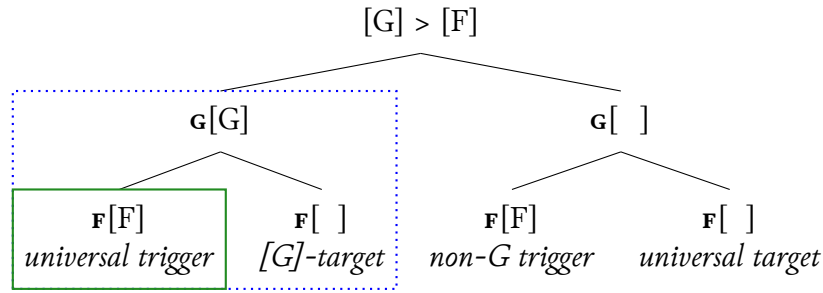 [G] > [F]
G[G] G[ ]
F[F] F[ ] F[F] F[ ]
universal trigger [G]-target non-G trigger universal target